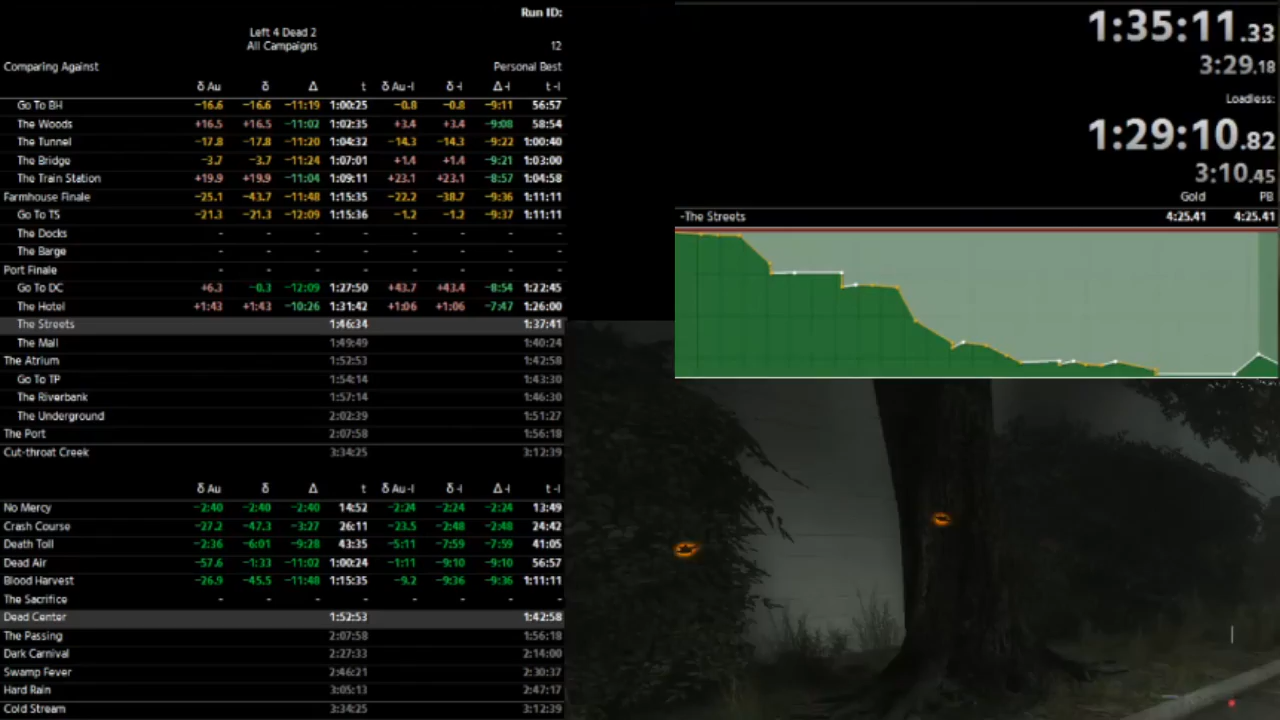 Run ID:
Left 4 Dead 2
All Campaigns
12
Comparing Against Personal Best
δ Au δ Δ t δ Au -l δ -l Δ -l t -l
Go To BH −16.6 −16.6 −11:19 1:00:25 −0.8 −0.8 −9:11 56:57
The Woods +16.5 +16.5 −11:02 1:02:35 +3.4 +3.4 −9:08 58:54
The Tunnel −17.8 −17.8 −11:20 1:04:32 −14.3 −14.3 −9:22 1:00:40
The Bridge −3.7 −3.7 −11:24 1:07:01 +1.4 +1.4 −9:21 1:03:00
The Train Station +19.9 +19.9 −11:04 1:09:11 +23.1 +23.1 −8:57 1:04:58
Farmhouse Finale −25.1 −43.7 −11:48 1:15:35 −22.2 −38.7 −9:36 1:11:11
Go To TS −21.3 −21.3 −12:09 1:15:36 −1.2 −1.2 −9:37 1:11:11
The Docks - - - - - - - -
The Barge - - - - - - - -
Port Finale - - - - - - - -
Go To DC +6.3 −0.3 −12:09 1:27:50 +43.7 +43.4 −8:54 1:22:45
The Hotel +1:43 +1:43 −10:26 1:31:42 +1:06 +1:06 −7:47 1:26:00
The Streets 1:46:34 1:37:41
The Mall 1:49:49 1:40:24
The Atrium 1:52:53 1:42:58
Go To TP 1:54:14 1:43:30
The Riverbank 1:57:14 1:46:30
The Underground 2:02:39 1:51:27
The Port 2:07:58 1:56:18
Cut-throat Creek 3:34:25 3:12:39
δ Au δ Δ t δ Au -l δ -l Δ -l t -l
No Mercy −2:40 −2:40 −2:40 14:52 −2:24 −2:24 −2:24 13:49
Crash Course −27.2 −47.3 −3:27 26:11 −23.5 −2:48 −2:48 24:42
Death Toll −2:36 −6:01 −9:28 43:35 −5:11 −7:59 −7:59 41:05
Dead Air −57.6 −1:33 −11:02 1:00:24 −1:11 −9:10 −9:10 56:57
Blood Harvest −26.9 −45.5 −11:48 1:15:35 −9.2 −9:36 −9:36 1:11:11
The Sacrifice - - - - - - - -
Dead Center 1:52:53 1:42:58
The Passing 2:07:58 1:56:18
Dark Carnival 2:27:33 2:14:00
Swamp Fever 2:46:21 2:30:37
Hard Rain 3:05:13 2:47:17
Cold Stream 3:34:25 3:12:39
1:35:11.33
3:29.18
Loadless:
1:29:10.82
3:10.45
Gold PB
-The Streets 4:25.41 4:25.41